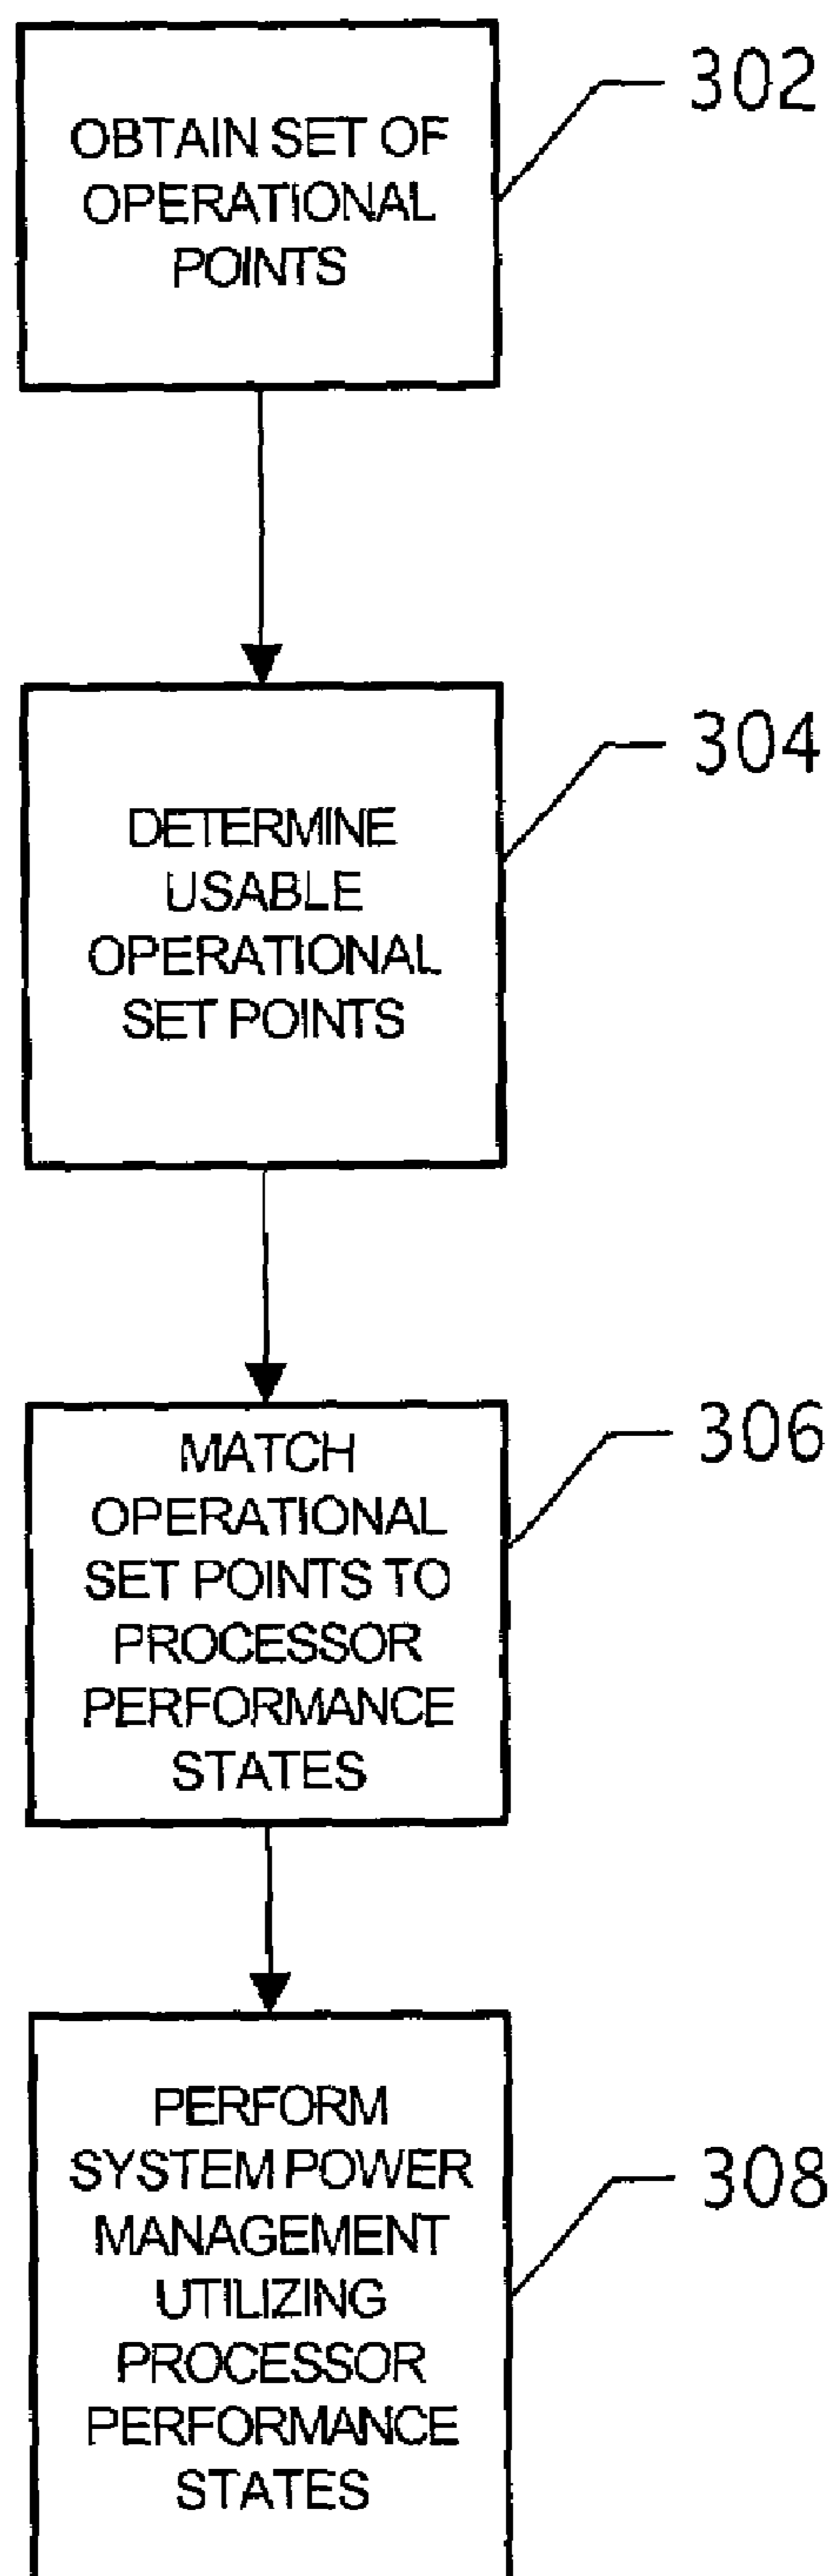 302
OBTAIN SET OF
OPERATIONAL
POINTS
304
DETERMINE
USABLE
OPERATIONAL
SET POINTS
306
MATCH
OPERATIONAL
SET POINTS TO
PROCESSOR
PERFORMANCE
STATES
308
PERFORM
SYSTEM POWER
MANAGEMENT
UTILIZING
PROCESSOR
PERFORMANCE
STATES